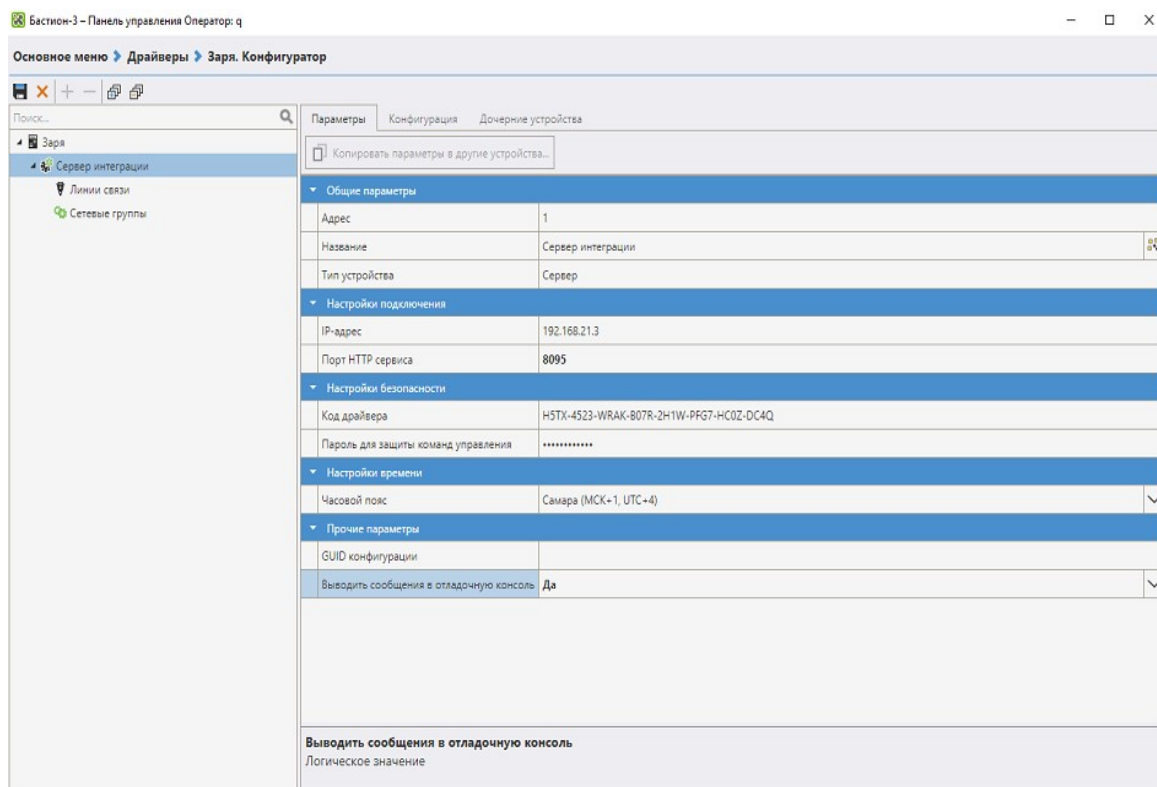 Бастион-3 – Панель управления Оператор: q
Основное меню Драйверы Заря. Конфигуратор
Поиск...
Заря
Сервер интеграции
Линии связи
Сетевые группы
Параметры Конфигурация Дочерние устройства
Копировать параметры в другие устройства...
Общие параметры
Адрес 1
Название Сервер интеграции
Тип устройства Сервер
Настройки подключения
IP-адрес 192.168.21.3
Порт HTTP сервиса 8095
Настройки безопасности
Код драйвера H5TX-4523-WRAK-B07R-2H1W-PFG7-HC0Z-DC4Q
Пароль для защиты команд управления ••••••••••••
Настройки времени
Часовой пояс Самара (МСК+1, UTC+4)
Прочие параметры
GUID конфигурации
Выводить сообщения в отладочную консоль Да
Выводить сообщения в отладочную консоль
Логическое значение